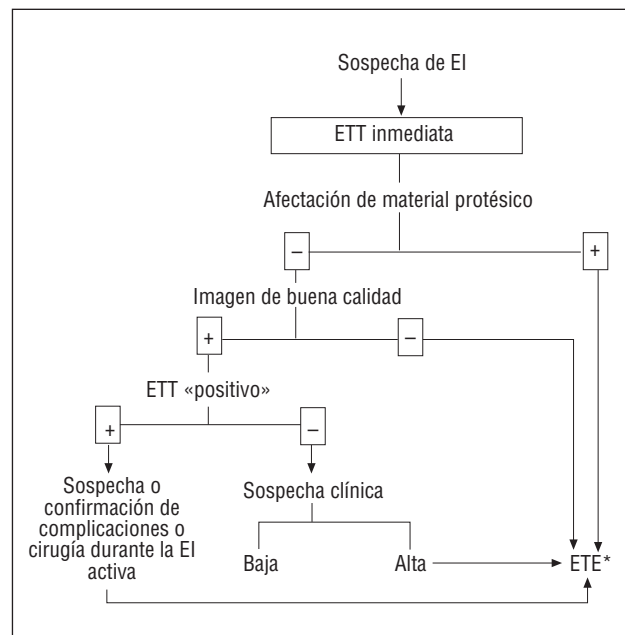 Sospecha de EI
ETT inmediata
Afectación de material protésico
–
+
Imagen de buena calidad
+
–
ETT «positivo»
+
–
Sospecha o
confirmación de
complicaciones o
cirugía durante la EI
activa
Sospecha clínica
Baja
Alta
ETE*